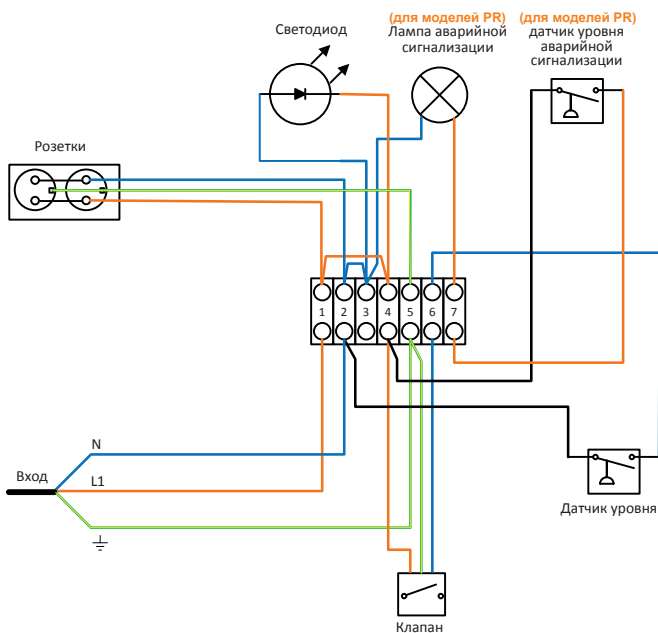 Светодиод
(для моделей PR)
Лампа аварийной
сигнализации
(для моделей PR)
датчик уровня
аварийной
сигнализации
Розетки
1 2 3 4 5 6 7
N
Вход
L1
Датчик уровня
Клапан